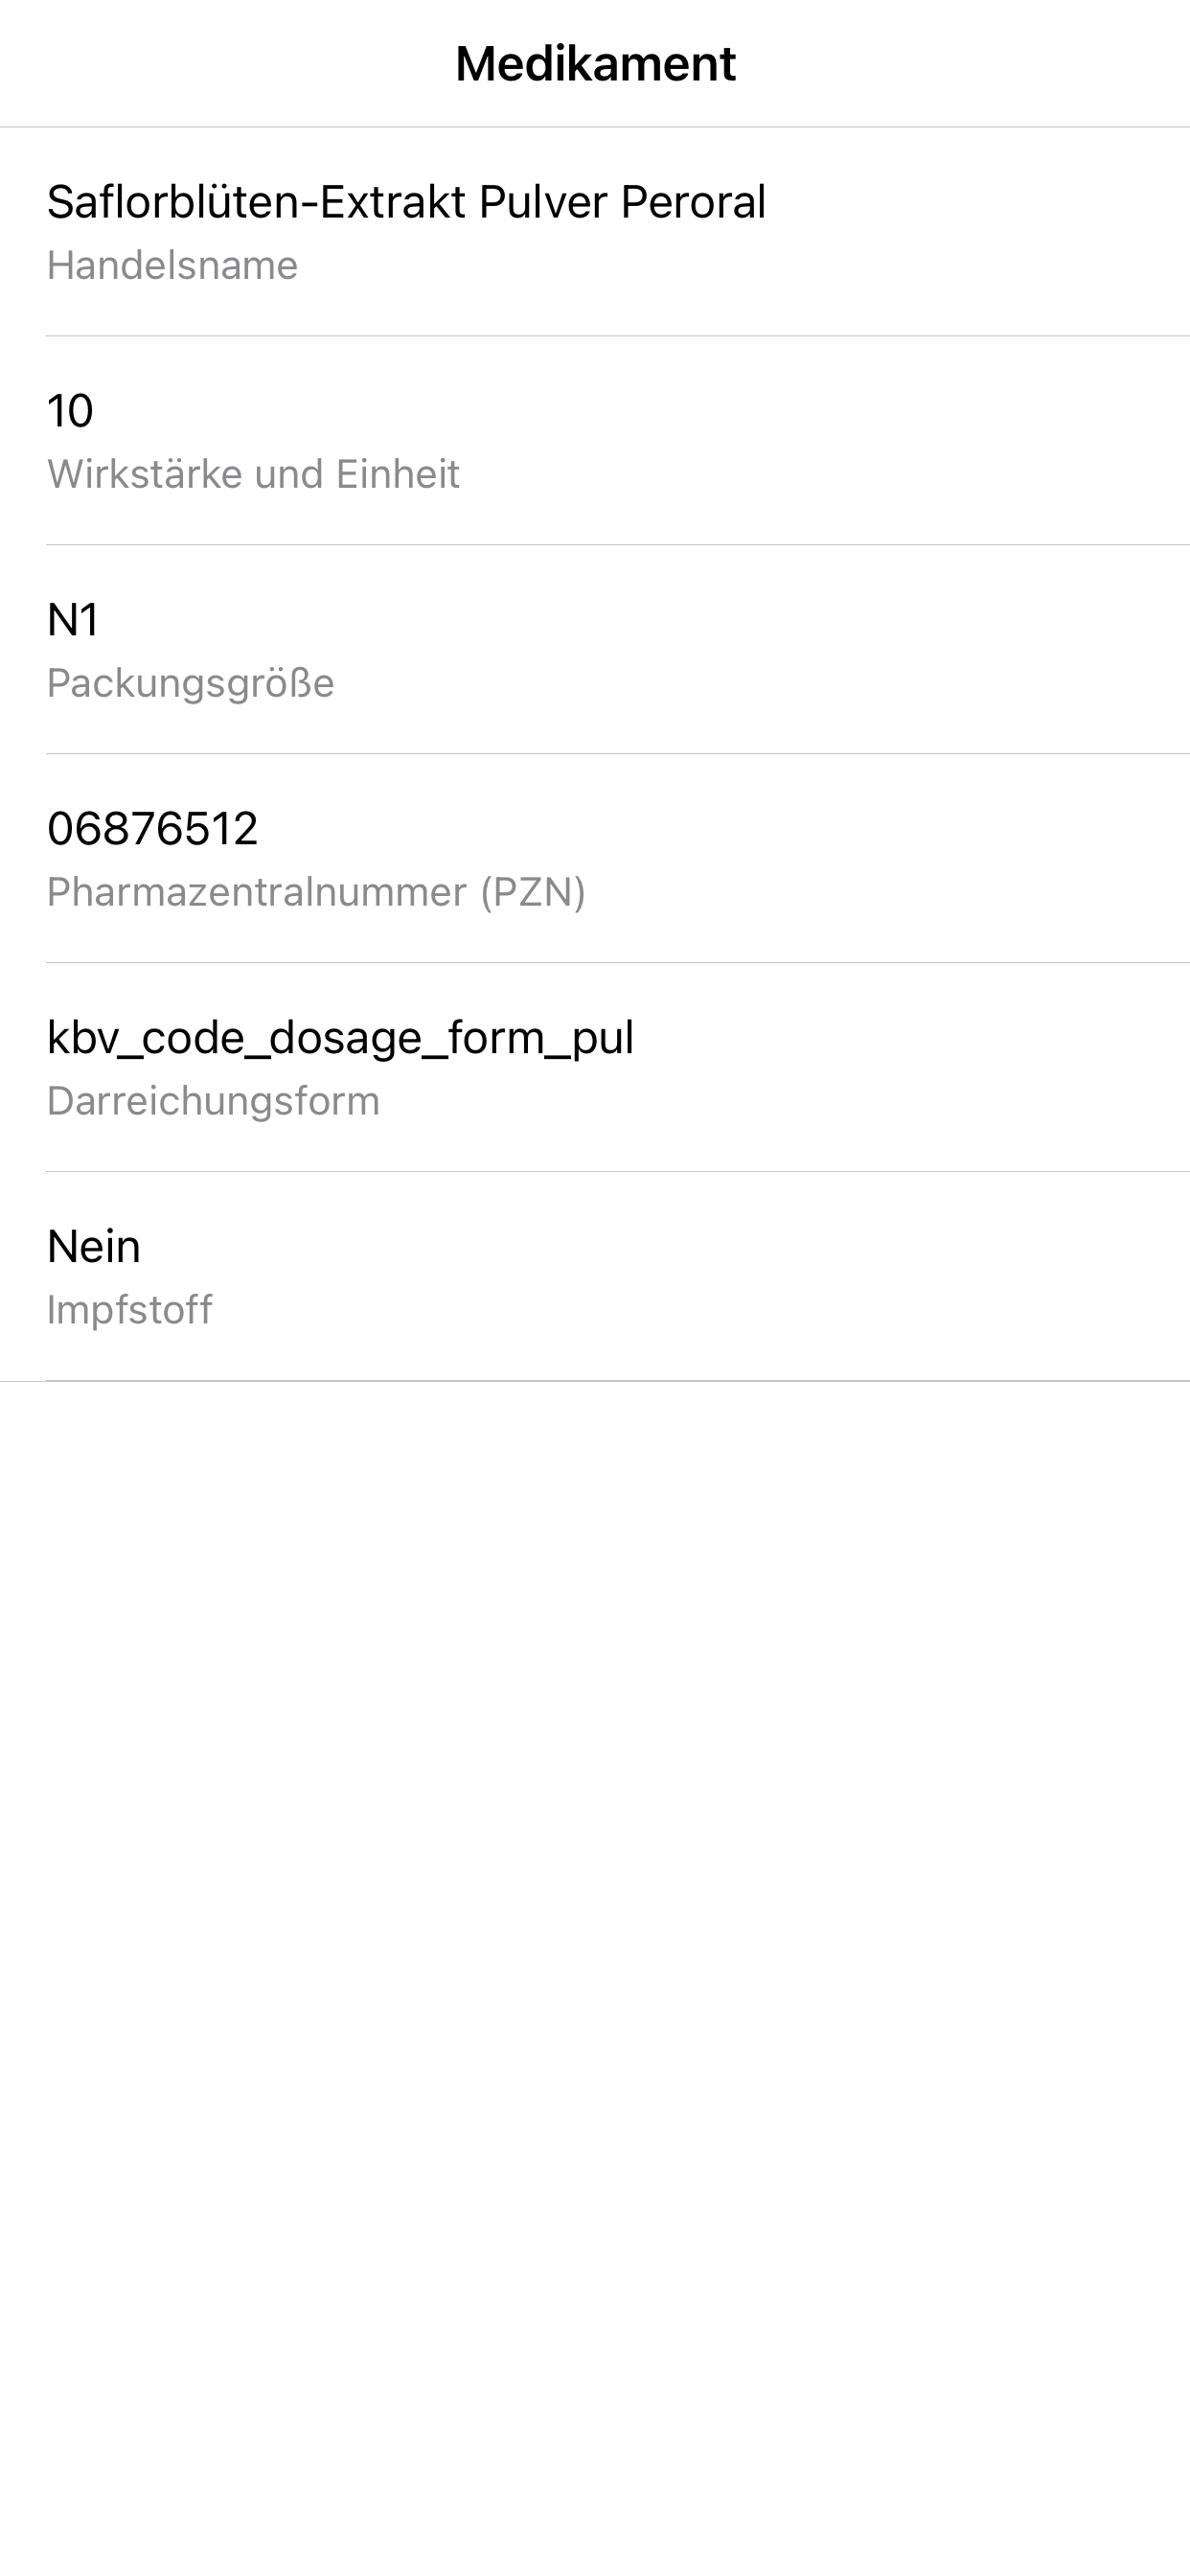 Medikament
Saflorblüten-Extrakt Pulver Peroral
Handelsname
10
Wirkstärke und Einheit
N1
Packungsgröße
06876512
Pharmazentralnummer (PZN)
kbv_code_dosage_form_pul
Darreichungsform
Nein
Impfstoff